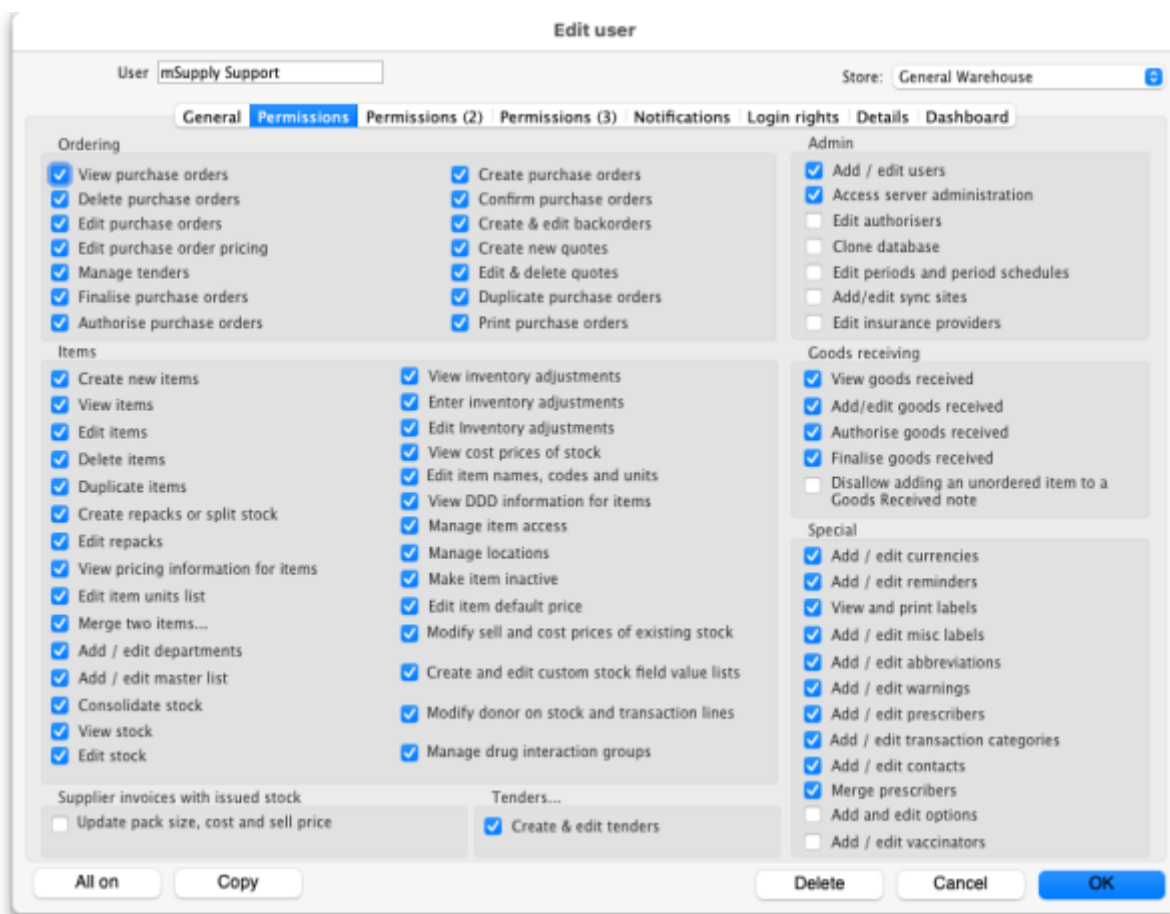 Edit user
User mSupply Support
Store: General Warehouse
General Permissions Permissions (2) Permissions (3) Notifications Login rights Details Dashboard
Ordering
View purchase orders
Delete purchase orders
Edit purchase orders
Edit purchase order pricing
Manage tenders
Finalise purchase orders
Authorise purchase orders
Create purchase orders
Confirm purchase orders
Create & edit backorders
Create new quotes
Edit & delete quotes
Duplicate purchase orders
Print purchase orders
Items
Create new items
View items
Edit items
Delete items
Duplicate items
Create repacks or split stock
Edit repacks
View pricing information for items
Edit item units list
Merge two items...
Add / edit departments
Add / edit master list
Consolidate stock
View stock
Edit stock
View inventory adjustments
Enter inventory adjustments
Edit Inventory adjustments
View cost prices of stock
Edit item names, codes and units
View DDD information for items
Manage item access
Manage locations
Make item inactive
Edit item default price
Modify sell and cost prices of existing stock
Create and edit custom stock field value lists
Modify donor on stock and transaction lines
Manage drug interaction groups
Supplier invoices with issued stock
Update pack size, cost and sell price
Tenders...
Create & edit tenders
Admin
Add / edit users
Access server administration
Edit authorisers
Clone database
Edit periods and period schedules
Add/edit sync sites
Edit insurance providers
Goods receiving
View goods received
Add/edit goods received
Authorise goods received
Finalise goods received
Disallow adding an unordered item to a
Goods Received note
Special
Add / edit currencies
Add / edit reminders
View and print labels
Add / edit misc labels
Add / edit abbreviations
Add / edit warnings
Add / edit prescribers
Add / edit transaction categories
Add / edit contacts
Merge prescribers
Add and edit options
Add / edit vaccinators
All on
Copy
Delete
Cancel
OK